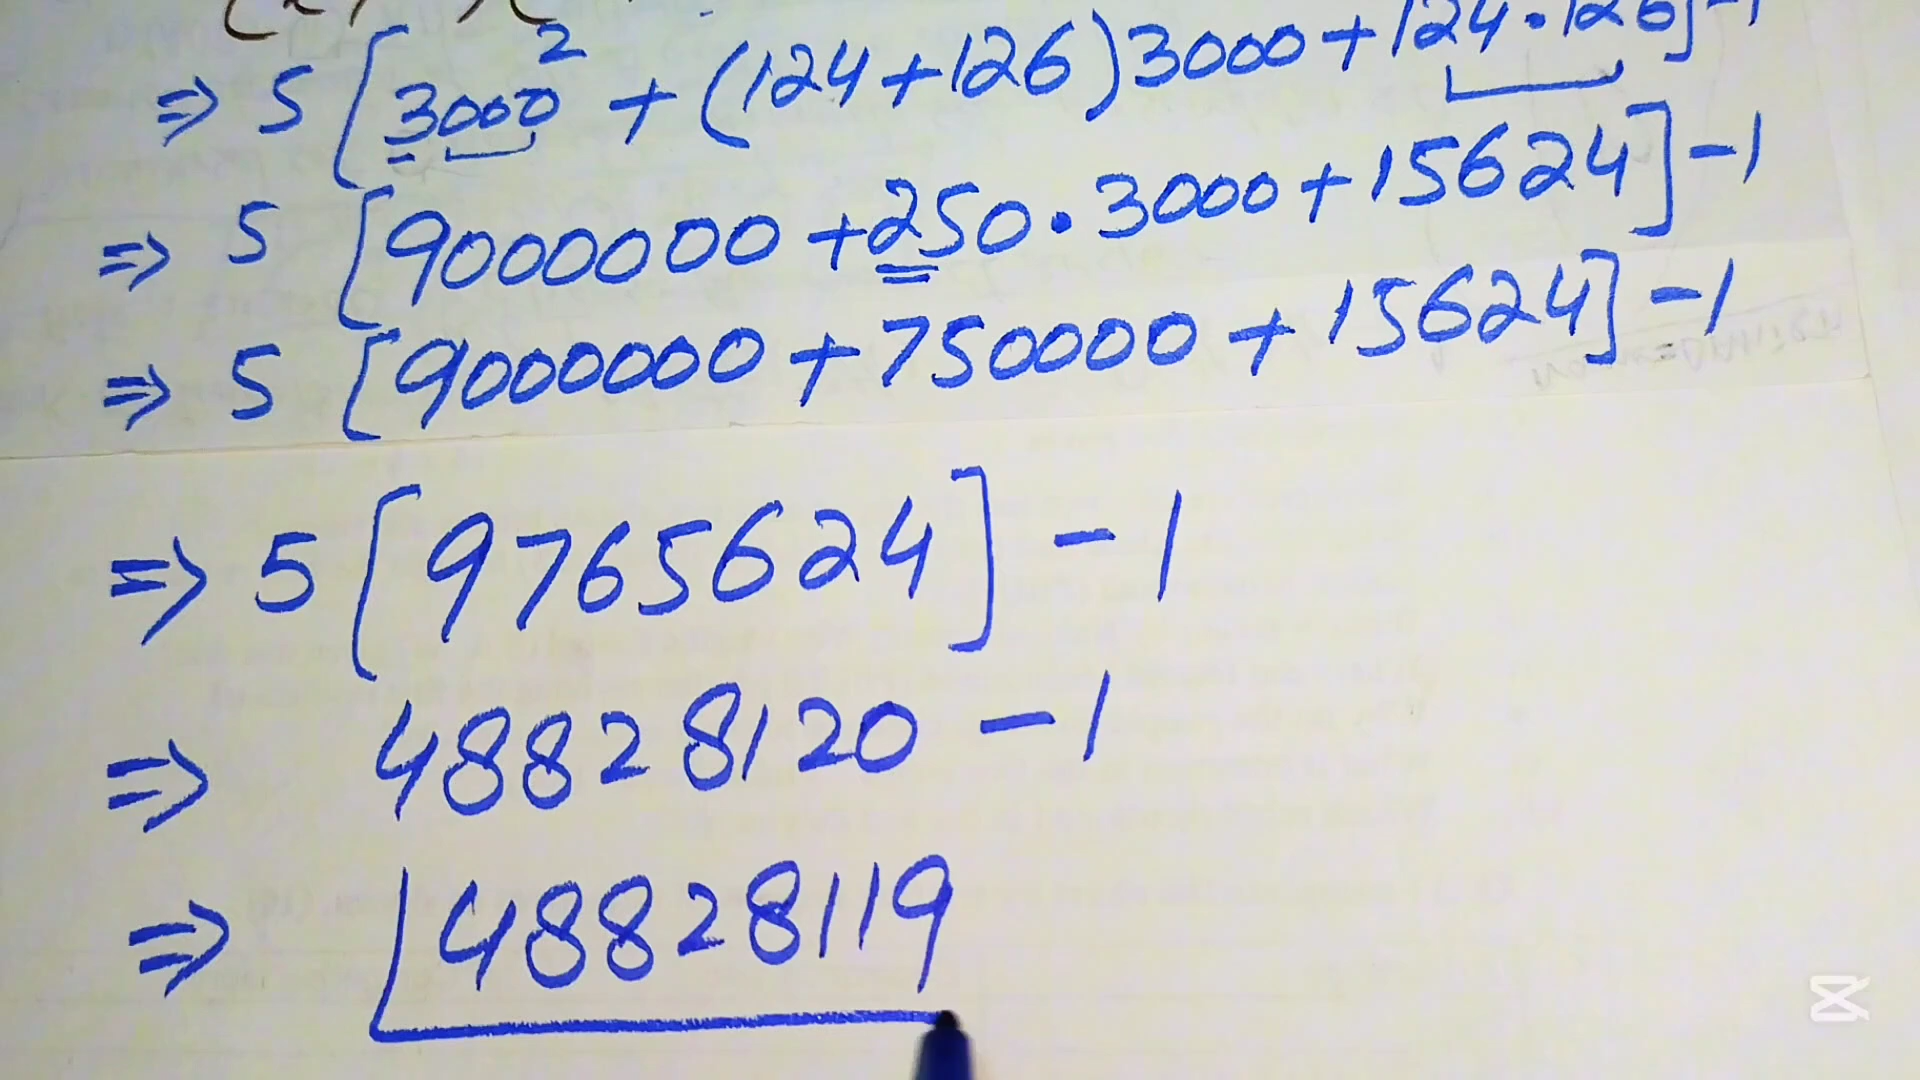 ⇒ 5 [3000² + (124+126)3000 + 124·126] -1
⇒ 5 [9000000 + 250 · 3000 + 15624] -1
⇒ 5 [9000000 + 750000 + 15624] -1
⇒ 5 [9765624] -1
⇒ 48828120 -1
⇒ 48828119